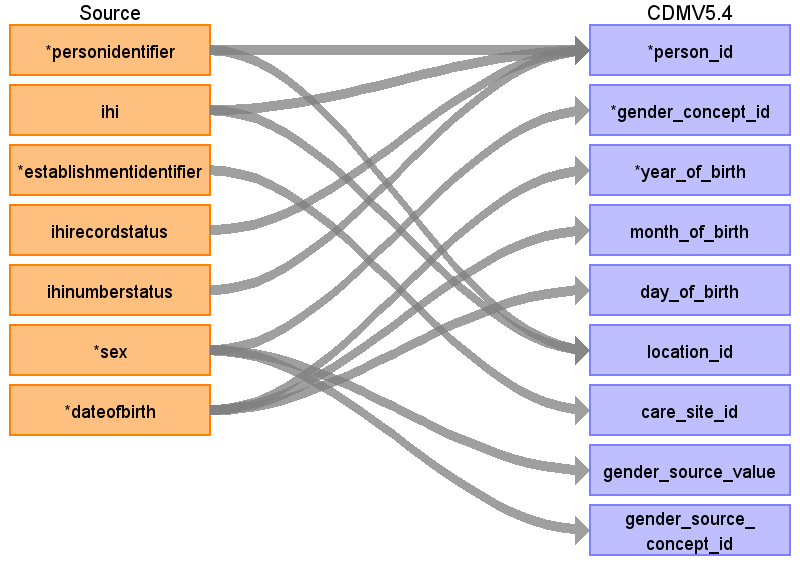 Source
CDMV5.4
*personidentifier
*person_id
ihi
*gender_concept_id
*establishmentidentifier
*year_of_birth
ihirecordstatus
month_of_birth
ihinumberstatus
day_of_birth
*sex
location_id
*dateofbirth
care_site_id
gender_source_value
gender_source_
concept_id